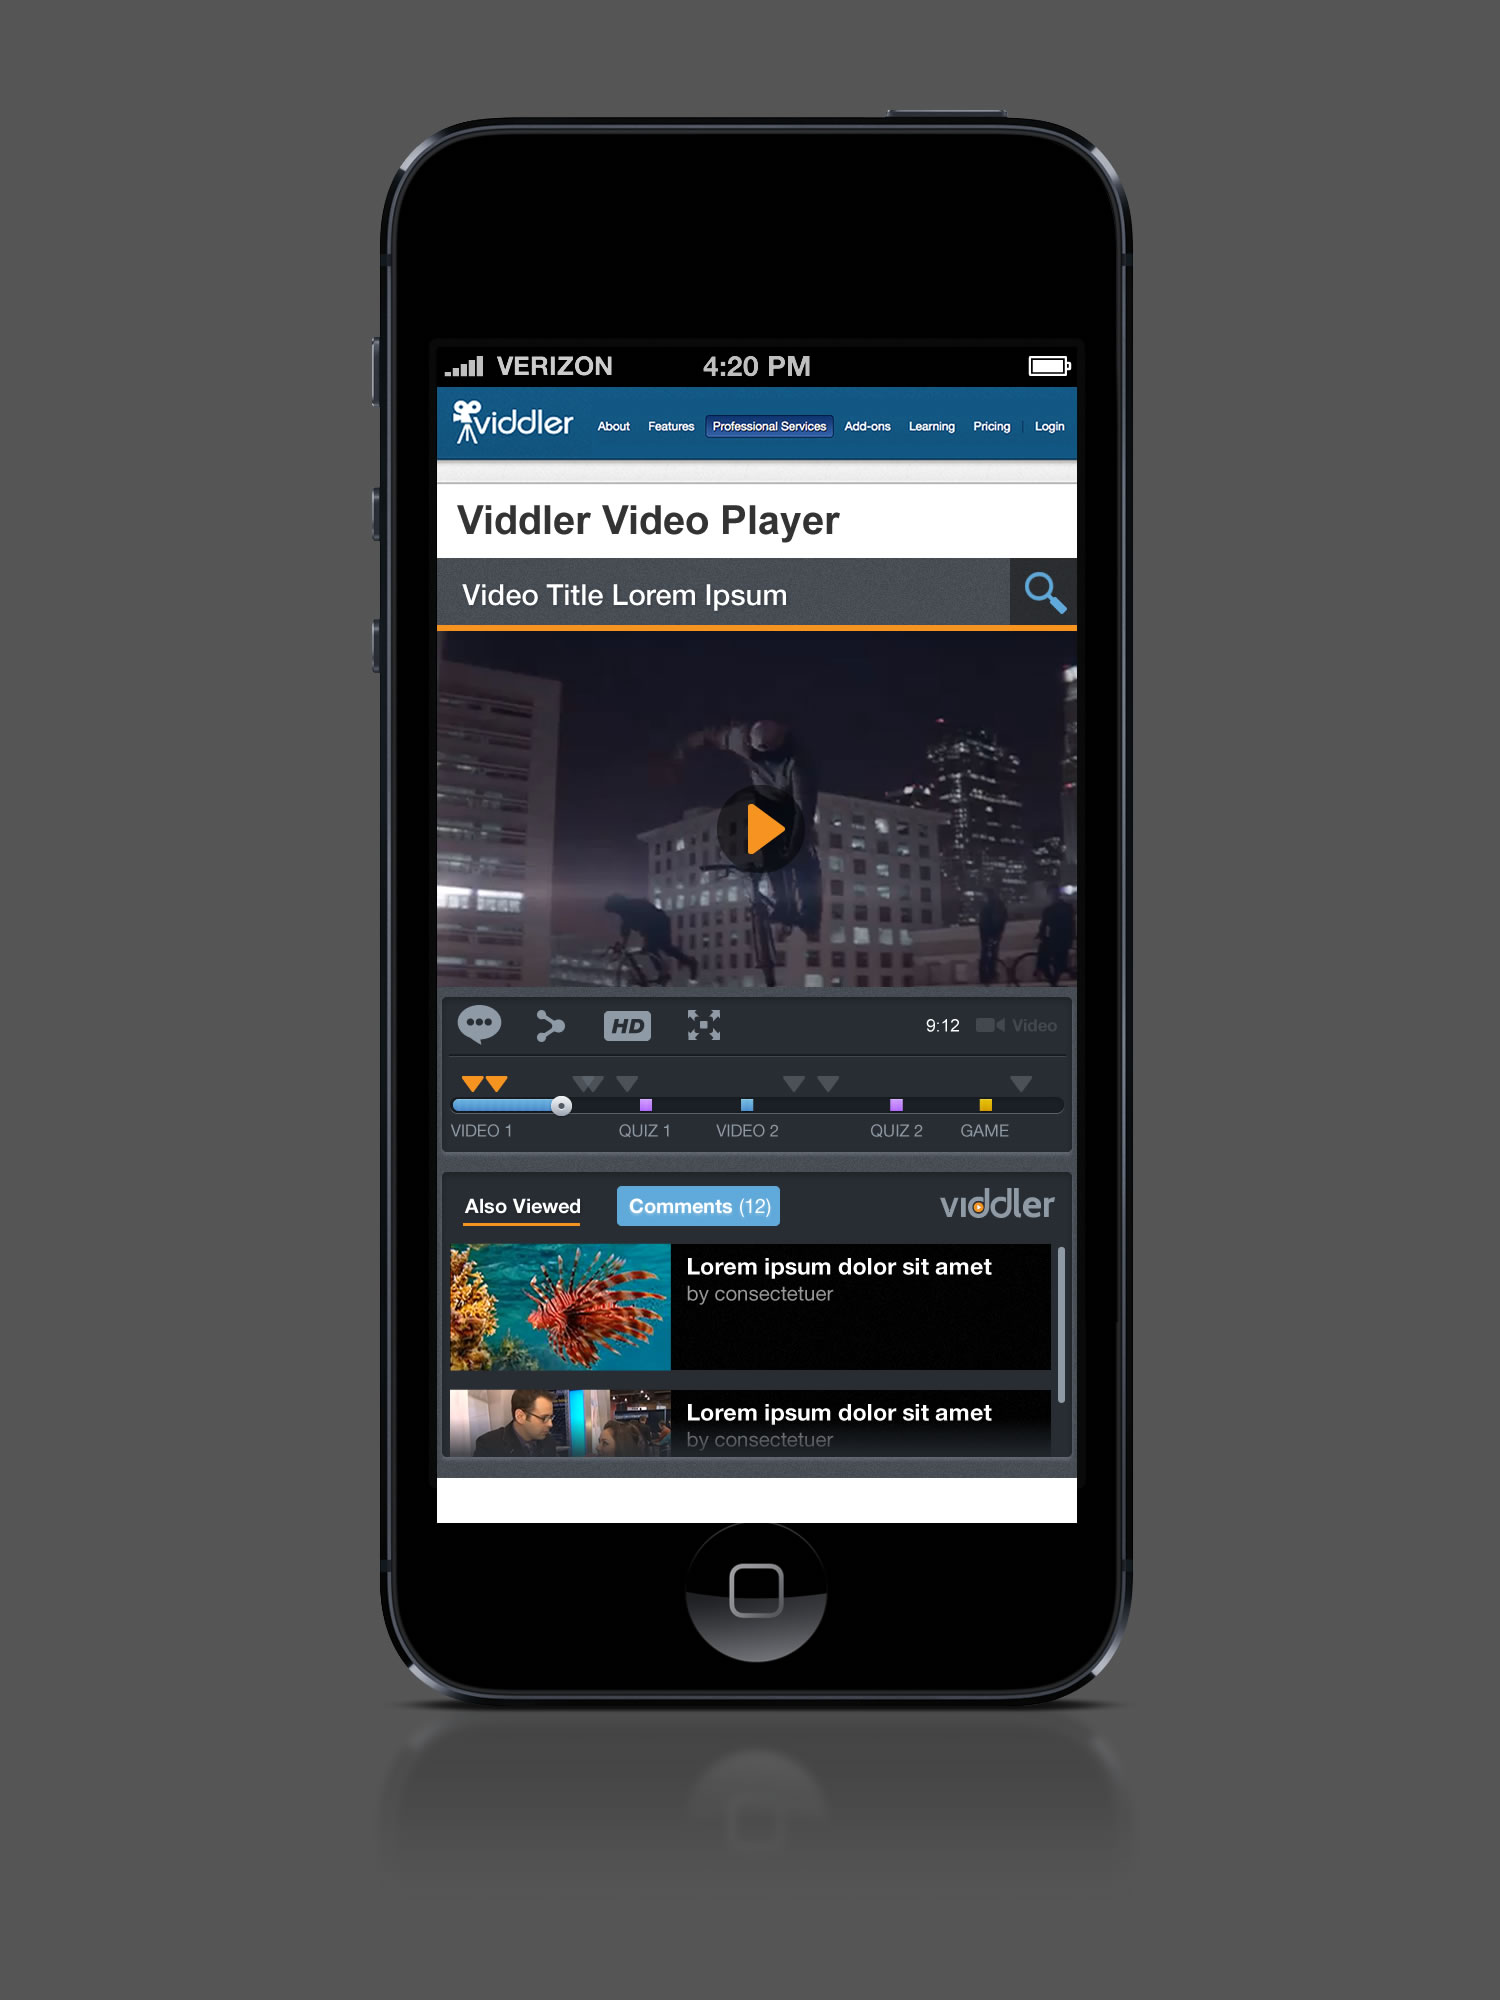 VERIZON 4:20 PM
viddler About Features Professional Services Add-ons Learning Pricing Login
Viddler Video Player
Video Title Lorem Ipsum
HD 9:12 Video
VIDEO 1 QUIZ 1 VIDEO 2 QUIZ 2 GAME
Also Viewed Comments (12) viddler
Lorem ipsum dolor sit amet
by consectetuer
Lorem ipsum dolor sit amet
by consectetuer